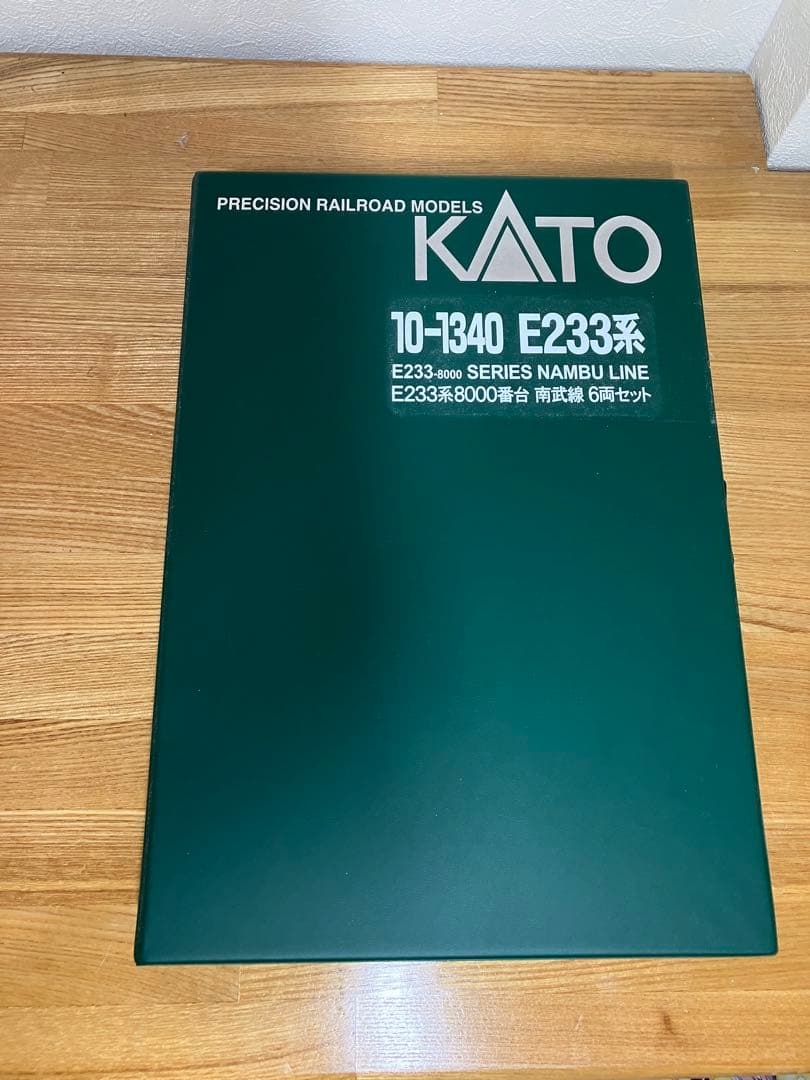 PRECISION RAILROAD MODELS
KATO
10-1340 E233系
E233-8000 SERIES NAMBU LINE
E233系8000番台 南武線 6両セット